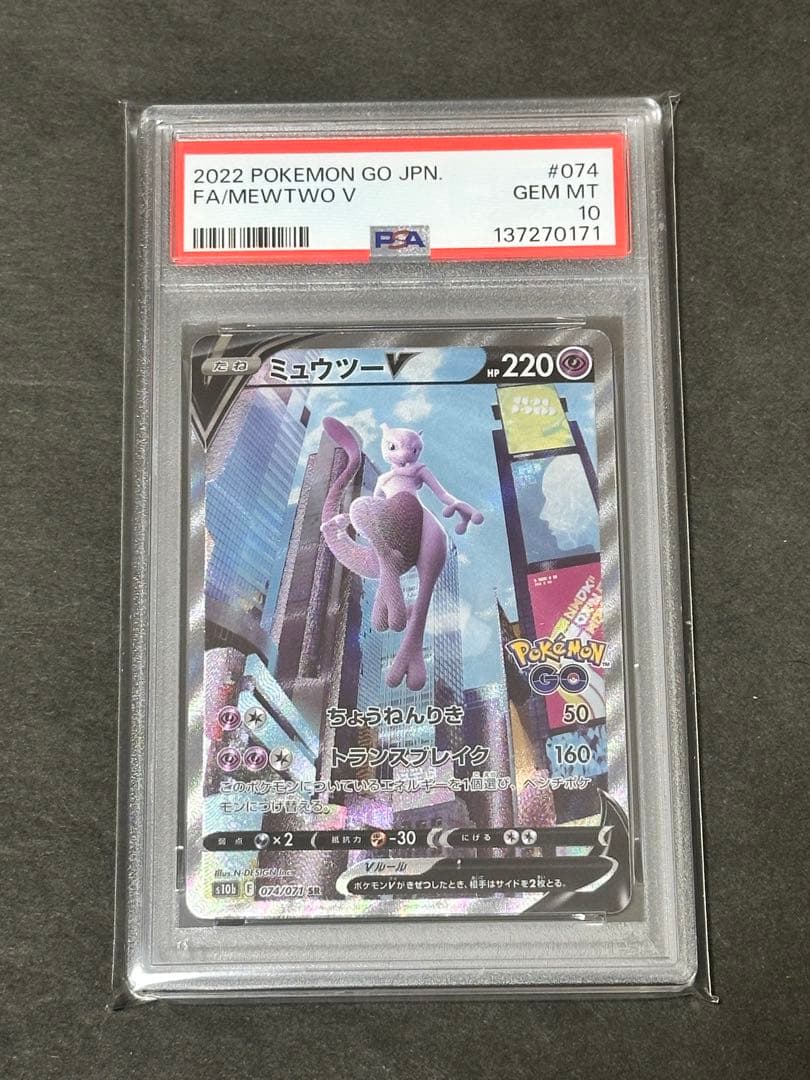 2022 POKEMON GO JPN.
#074
FA/MEWTWO V
GEM MT
10
PSA
137270171
たね
ミュウツーV
HP 220
Pokémon
GO
ちょうねんりき 50
トランスブレイク 160
このポケモンについているエネルギーを1個選び、ベンチポケ
モンにつけ替える。
弱点 ×2 抵抗力 -30 にげる
Vルール
ポケモンVがきぜつしたとき、相手はサイドを2枚とる。
Illus.N-DESIGN Inc.
s10b F 074/071 SR